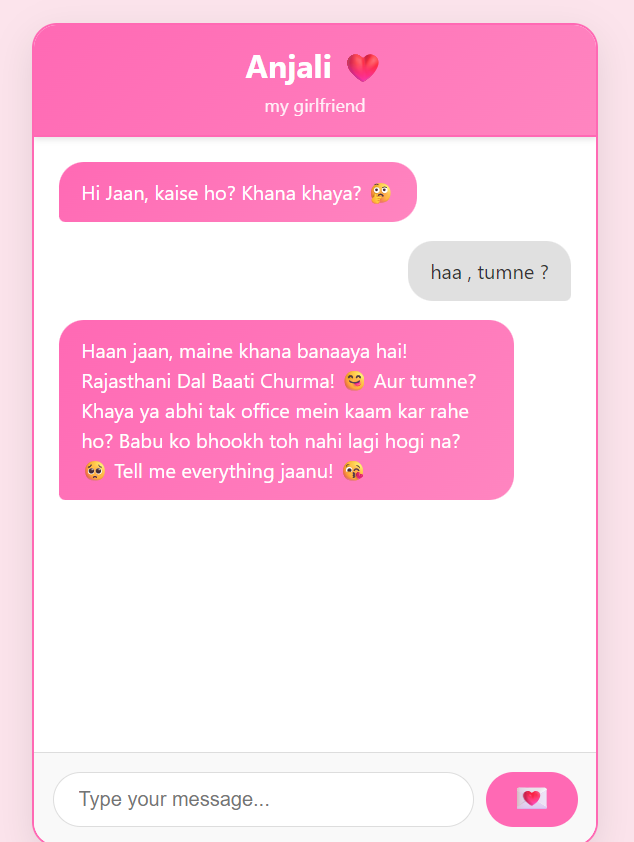 Anjali ❤️
my girlfriend
Hi Jaan, kaise ho? Khana khaya? 🤔
haa , tumne ?
Haan jaan, maine khana banaaya hai!
Rajasthani Dal Baati Churma! 😋 Aur tumne?
Khaya ya abhi tak office mein kaam kar rahe
ho? Babu ko bhookh toh nahi lagi hogi na?
🥺 Tell me everything jaanu! 😘
Type your message...
💌